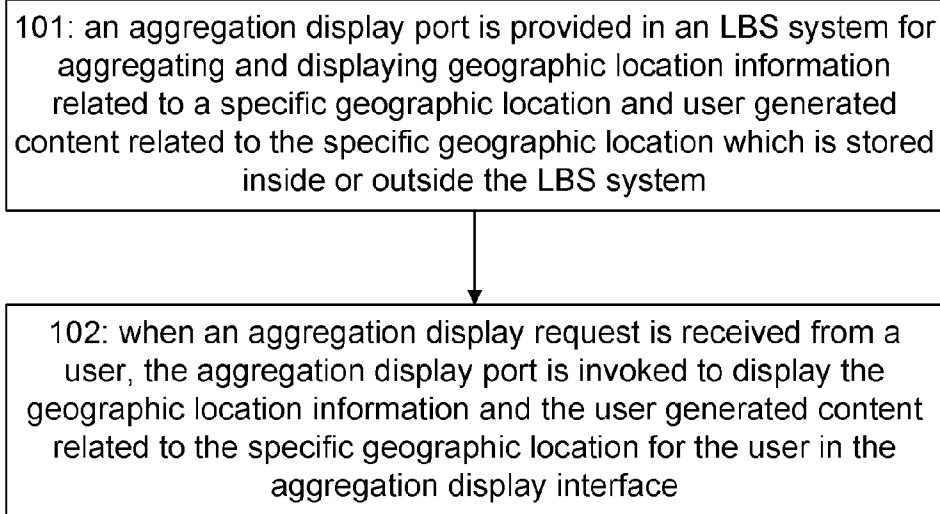 101: an aggregation display port is provided in an LBS system for
aggregating and displaying geographic location information
related to a specific geographic location and user generated
content related to the specific geographic location which is stored
inside or outside the LBS system
102: when an aggregation display request is received from a
user, the aggregation display port is invoked to display the
geographic location information and the user generated content
related to the specific geographic location for the user in the
aggregation display interface